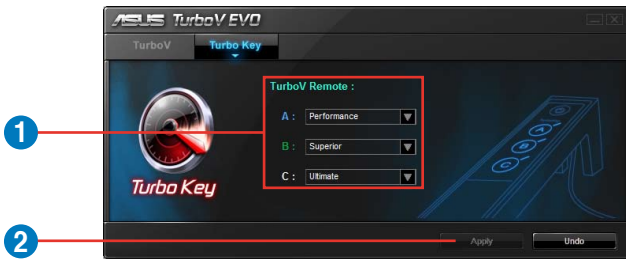 ASUS TurboV EVO
TurboV Turbo Key
TurboV Remote :
A : Performance
B : Superior
C : Ultimate
Turbo Key
A
B
C
Apply Undo
1
2